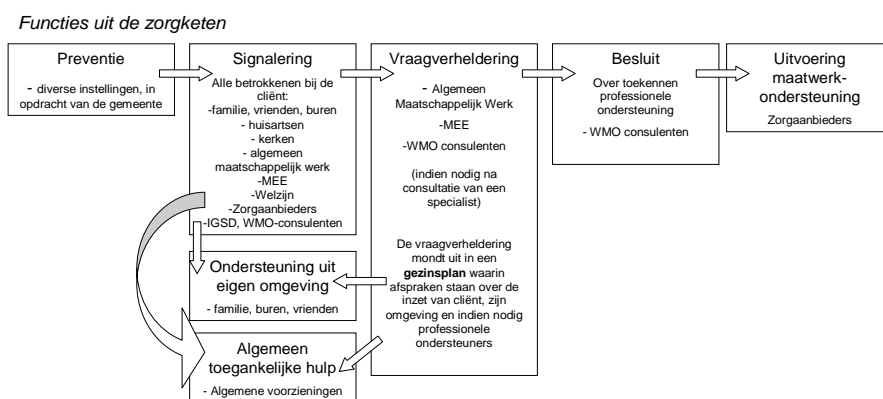 Functies uit de zorgketen
Preventie
- diverse instellingen, in
opdracht van de gemeente
Signalering
Alle betrokkenen bij de
cliënt:
-familie, vrienden, buren
- huisartsen
- kerken
- algemeen
maatschappelijk werk
-MEE
-Welzijn
-Zorgaanbieders
-IGSD, WMO-consulenten
Ondersteuning uit
eigen omgeving
- familie, buren, vrienden
Algemeen
toegankelijke hulp
- Algemene voorzieningen
Vraagverheldering
- Algemeen
Maatschappelijk Werk
-MEE
-WMO consulenten
(indien nodig na
consultatie van een
specialist)
De vraagverheldering
mondt uit in een
gezinsplan waarin
afspraken staan over de
inzet van cliënt, zijn
omgeving en indien nodig
professionele
ondersteuners
Besluit
Over toekennen
professionele
ondersteuning
- WMO consulenten
Uitvoering
maatwerk-
ondersteuning
Zorgaanbieders